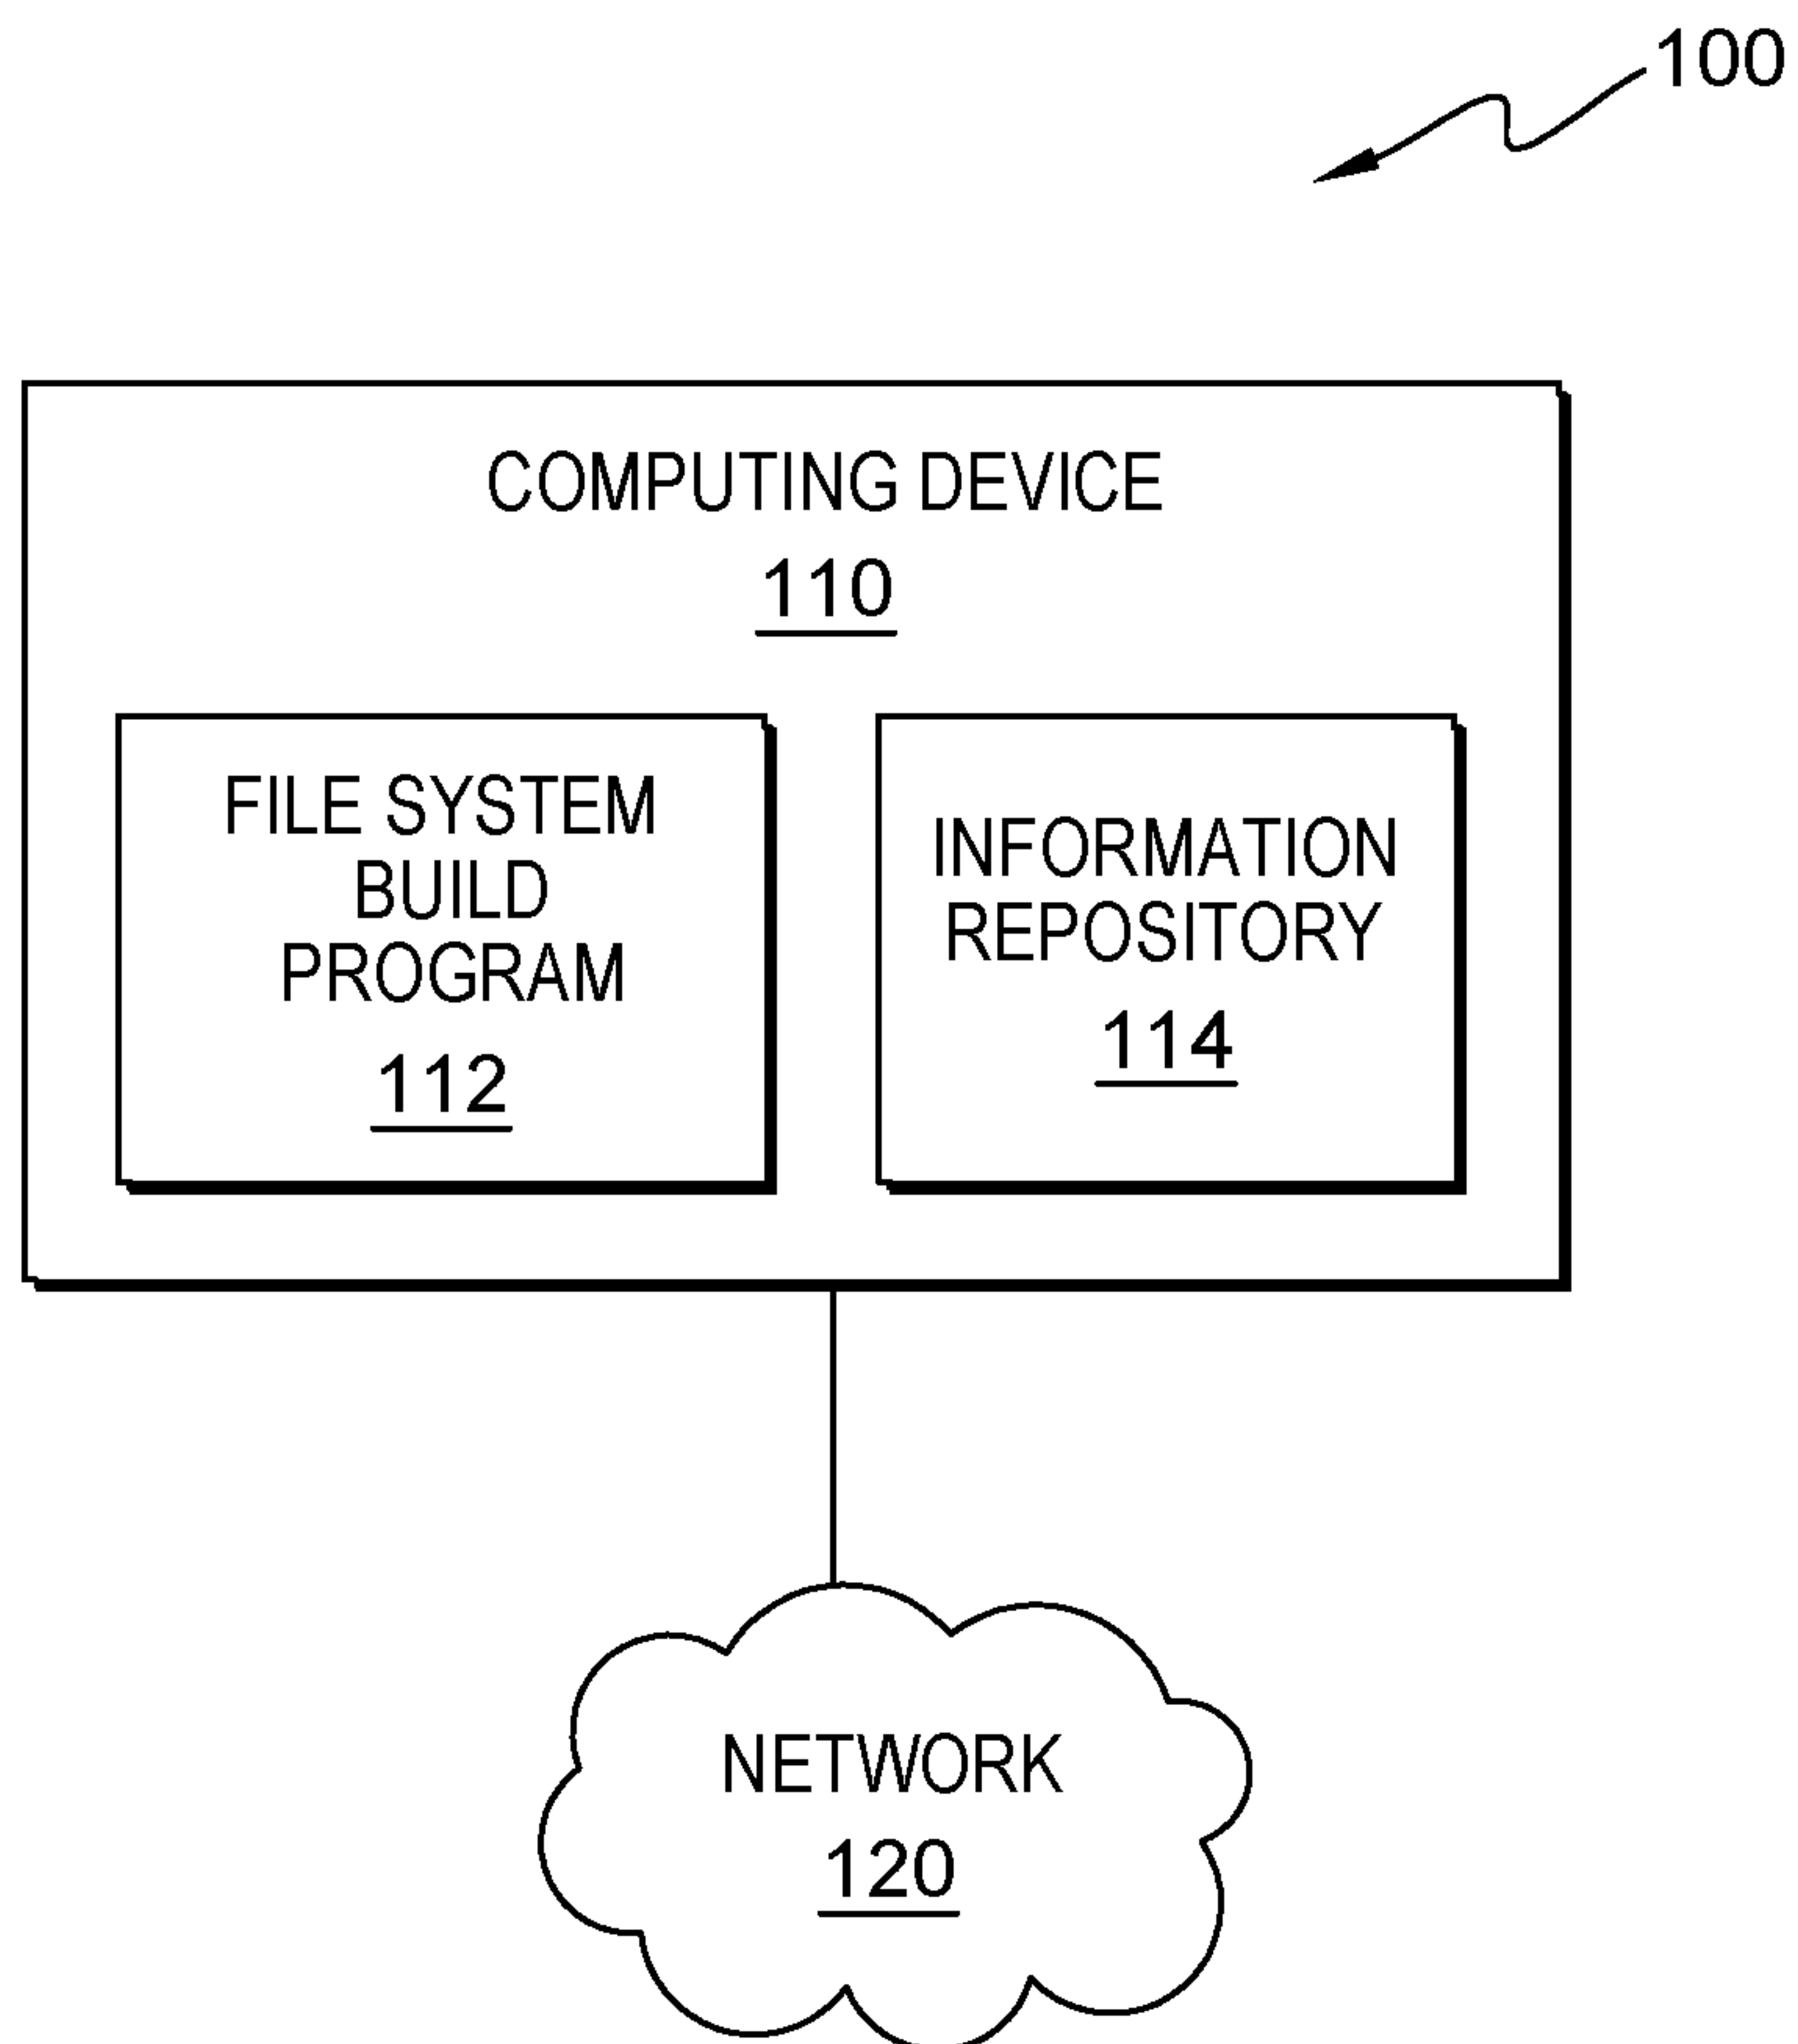 100
COMPUTING DEVICE
110
FILE SYSTEM
BUILD
PROGRAM
112
INFORMATION
REPOSITORY
114
NETWORK
120